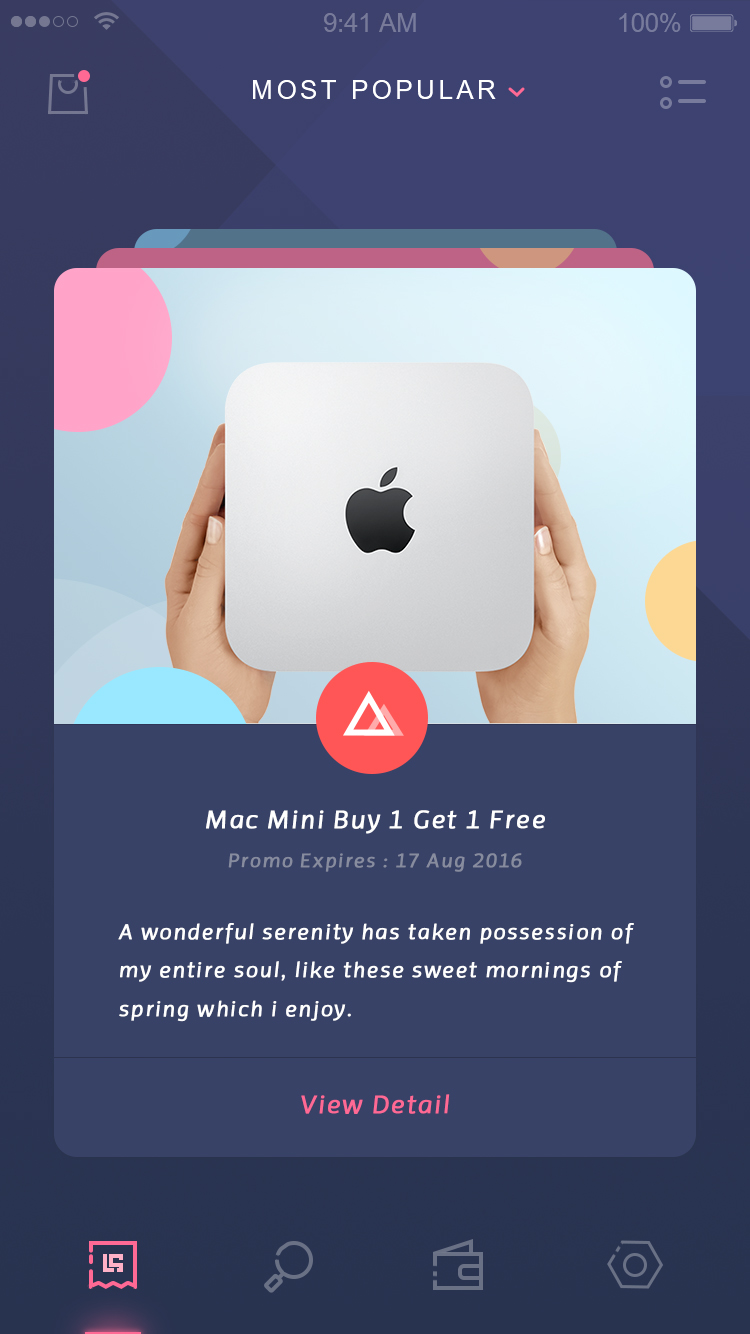 9:41 AM
100%
MOST POPULAR
Mac Mini Buy 1 Get 1 Free
Promo Expires : 17 Aug 2016
A wonderful serenity has taken possession of
my entire soul, like these sweet mornings of
spring which i enjoy.
View Detail